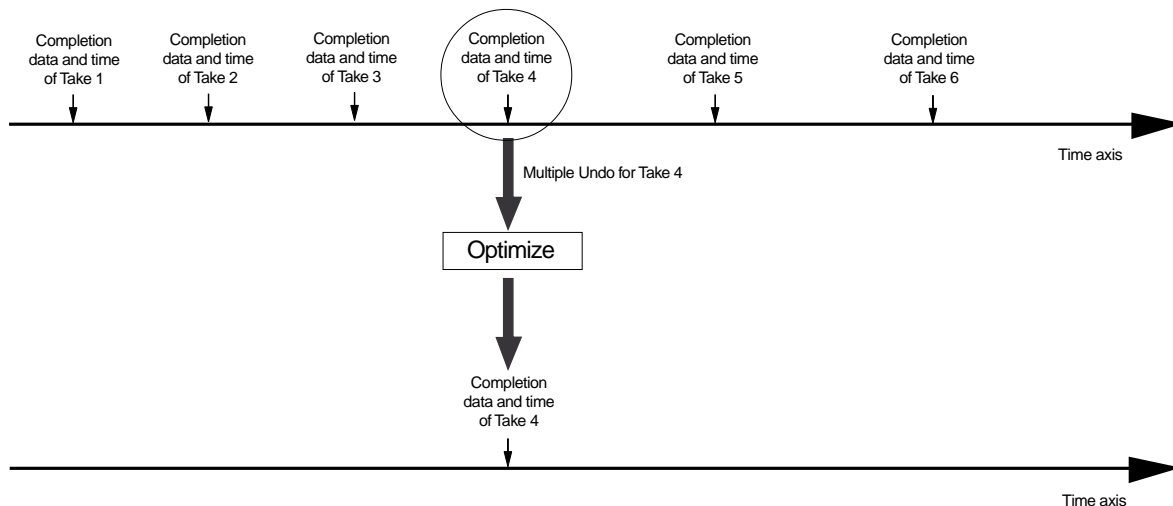 Completion
data and time
of Take 1
Completion
data and time
of Take 2
Completion
data and time
of Take 3
Completion
data and time
of Take 4
Completion
data and time
of Take 5
Completion
data and time
of Take 6
Time axis
Multiple Undo for Take 4
Optimize
Completion
data and time
of Take 4
Time axis